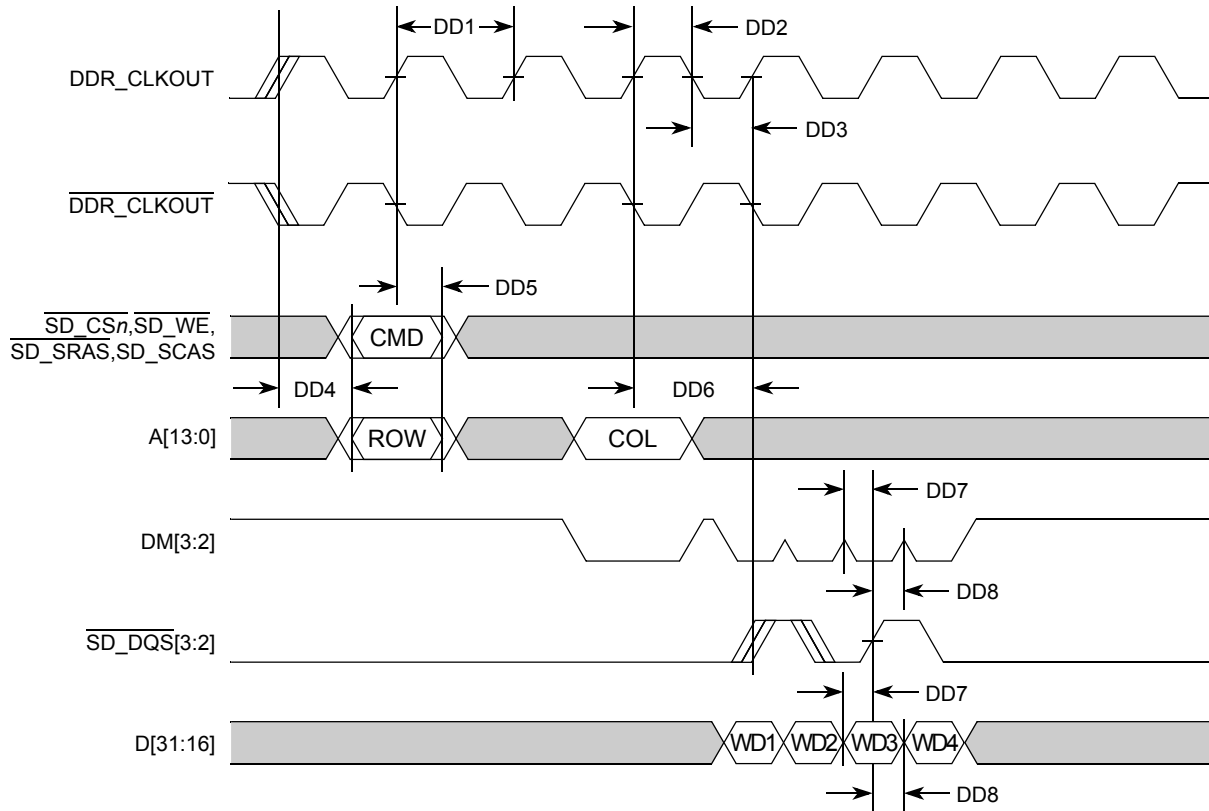 DD1
DD2
DDR_CLKOUT
DD3
DDR_CLKOUT
DD5
SD_CSn,SD_WE,
SD_SRAS,SD_SCAS
CMD
DD4
DD6
A[13:0]
ROW
COL
DD7
DM[3:2]
DD8
SD_DQS[3:2]
DD7
D[31:16]
WD1
WD2
WD3
WD4
DD8